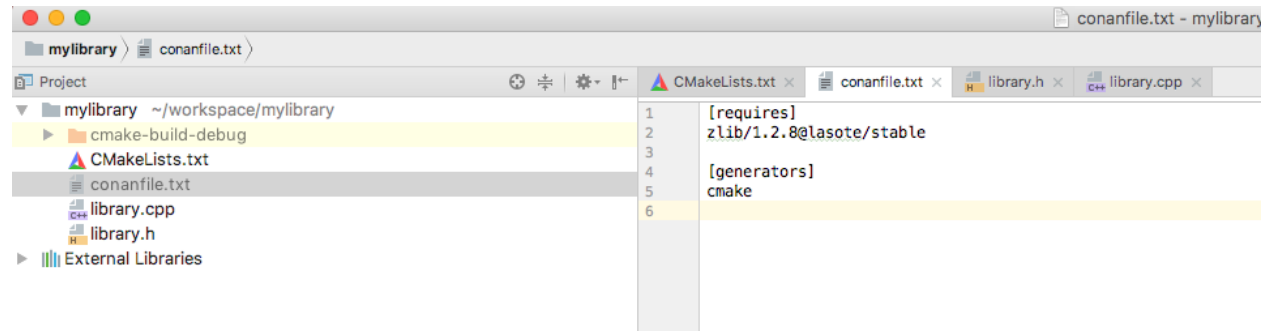 conanfile.txt - mylibrary
mylibrary conanfile.txt
Project
CMakeLists.txt conanfile.txt library.h library.cpp
mylibrary ~/workspace/mylibrary
cmake-build-debug
CMakeLists.txt
conanfile.txt
library.cpp
library.h
External Libraries
1 [requires]
2 zlib/1.2.8@lasote/stable
3
4 [generators]
5 cmake
6